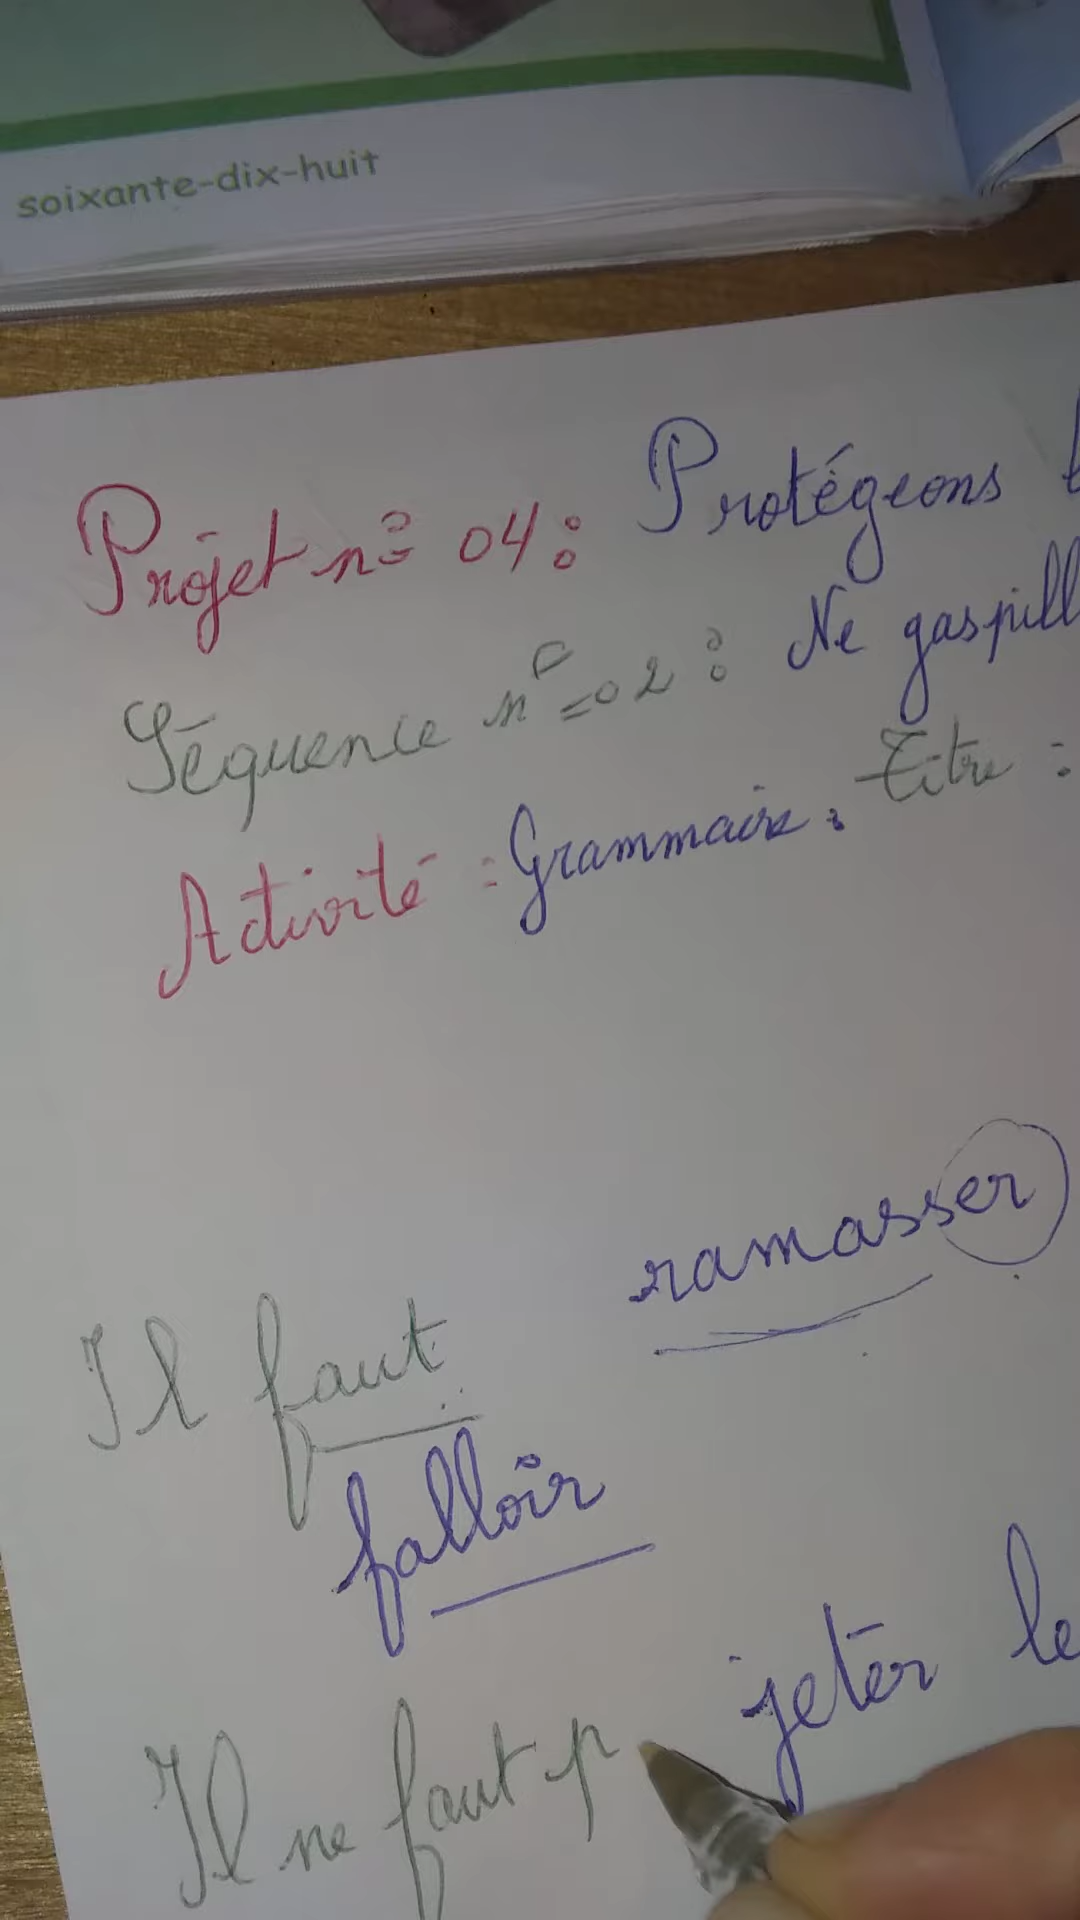 soixante-dix-huit
Projet n° 04 : Protégeons
Séquence n° 02 : Ne gaspill
Activité : Grammaire. Titre :
ramasser
Il faut
falloir
jeter le
Il ne faut p